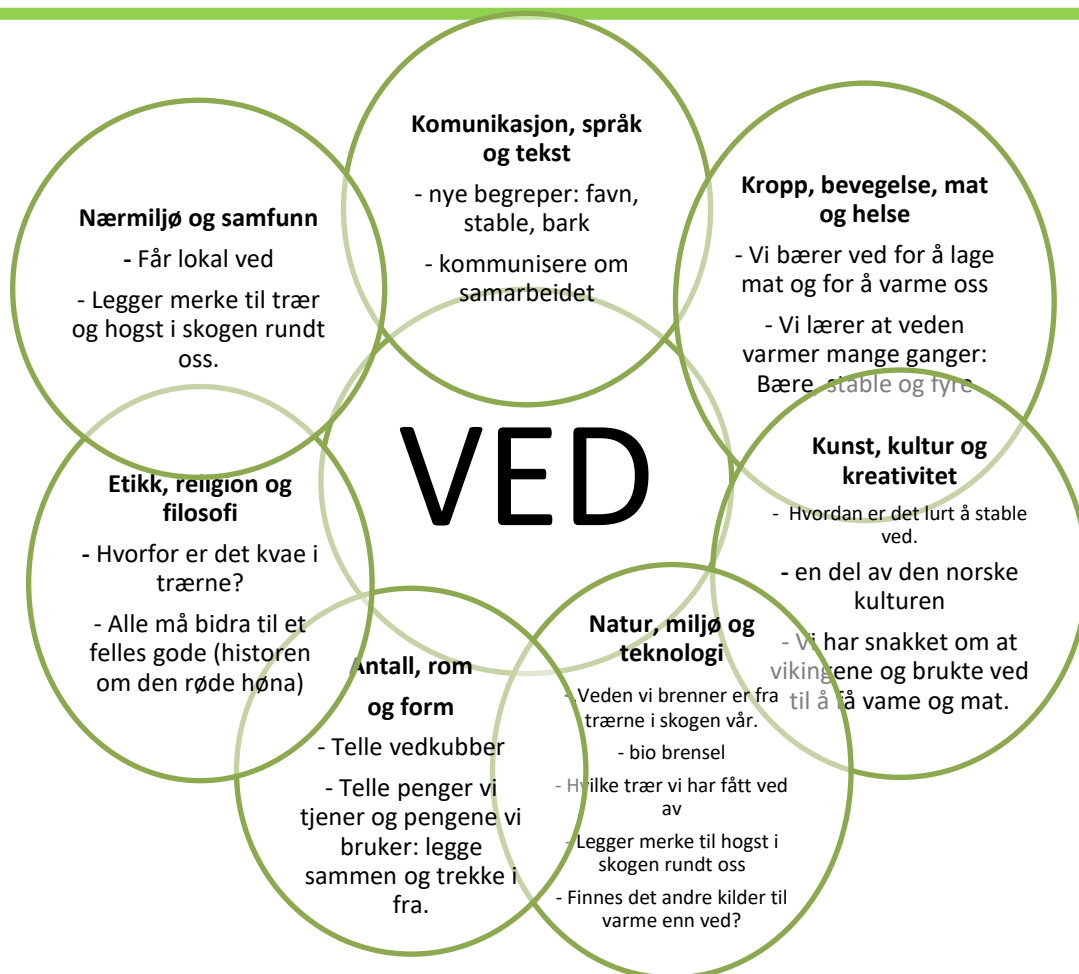 Komunikasjon, språk
og tekst
- nye begreper: favn,
stable, bark
- kommunisere om
samarbeidet
Kropp, bevegelse, mat
og helse
- Vi bærer ved for å lage
mat og for å varme oss
- Vi lærer at veden
varmer mange ganger:
Bære, stable og fyre
Kunst, kultur og
kreativitet
- Hvordan er det lurt å stable
ved.
- en del av den norske
kulturen
- Vi har snakket om at
vikingene og brukte ved
til å få vame og mat.
Natur, miljø og
teknologi
- Veden vi brenner er fra
trærne i skogen vår.
- bio brensel
- Hvilke trær vi har fått ved
av
- Legger merke til hogst i
skogen rundt oss
- Finnes det andre kilder til
varme enn ved?
Antall, rom
og form
- Telle vedkubber
- Telle penger vi
tjener og pengene vi
bruker: legge
sammen og trekke i
fra.
Etikk, religion og
filosofi
- Hvorfor er det kvae i
trærne?
- Alle må bidra til et
felles gode (historen
om den røde høna)
Nærmiljø og samfunn
- Får lokal ved
- Legger merke til trær
og hogst i skogen rundt
oss.
VED